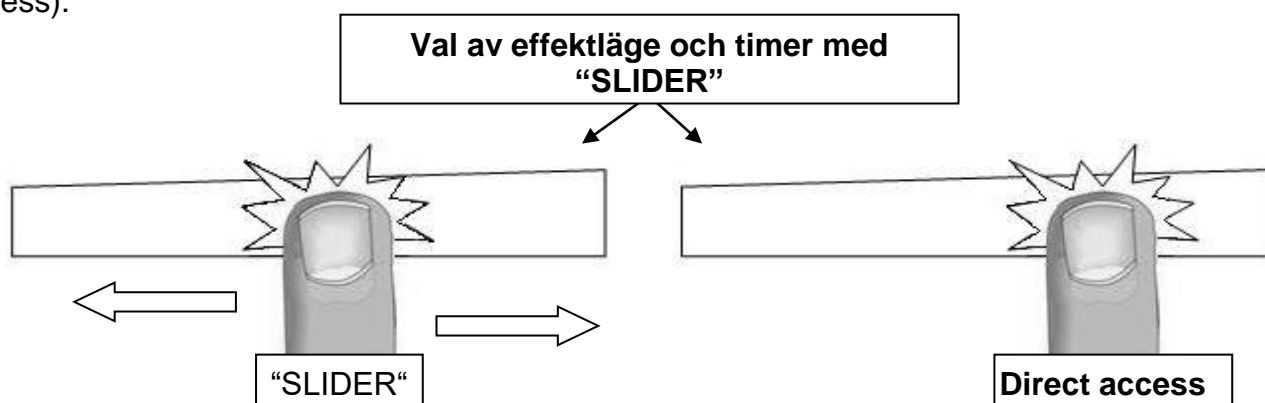 ess).
Val av effektläge och timer med
“SLIDER”
“SLIDER“
Direct access